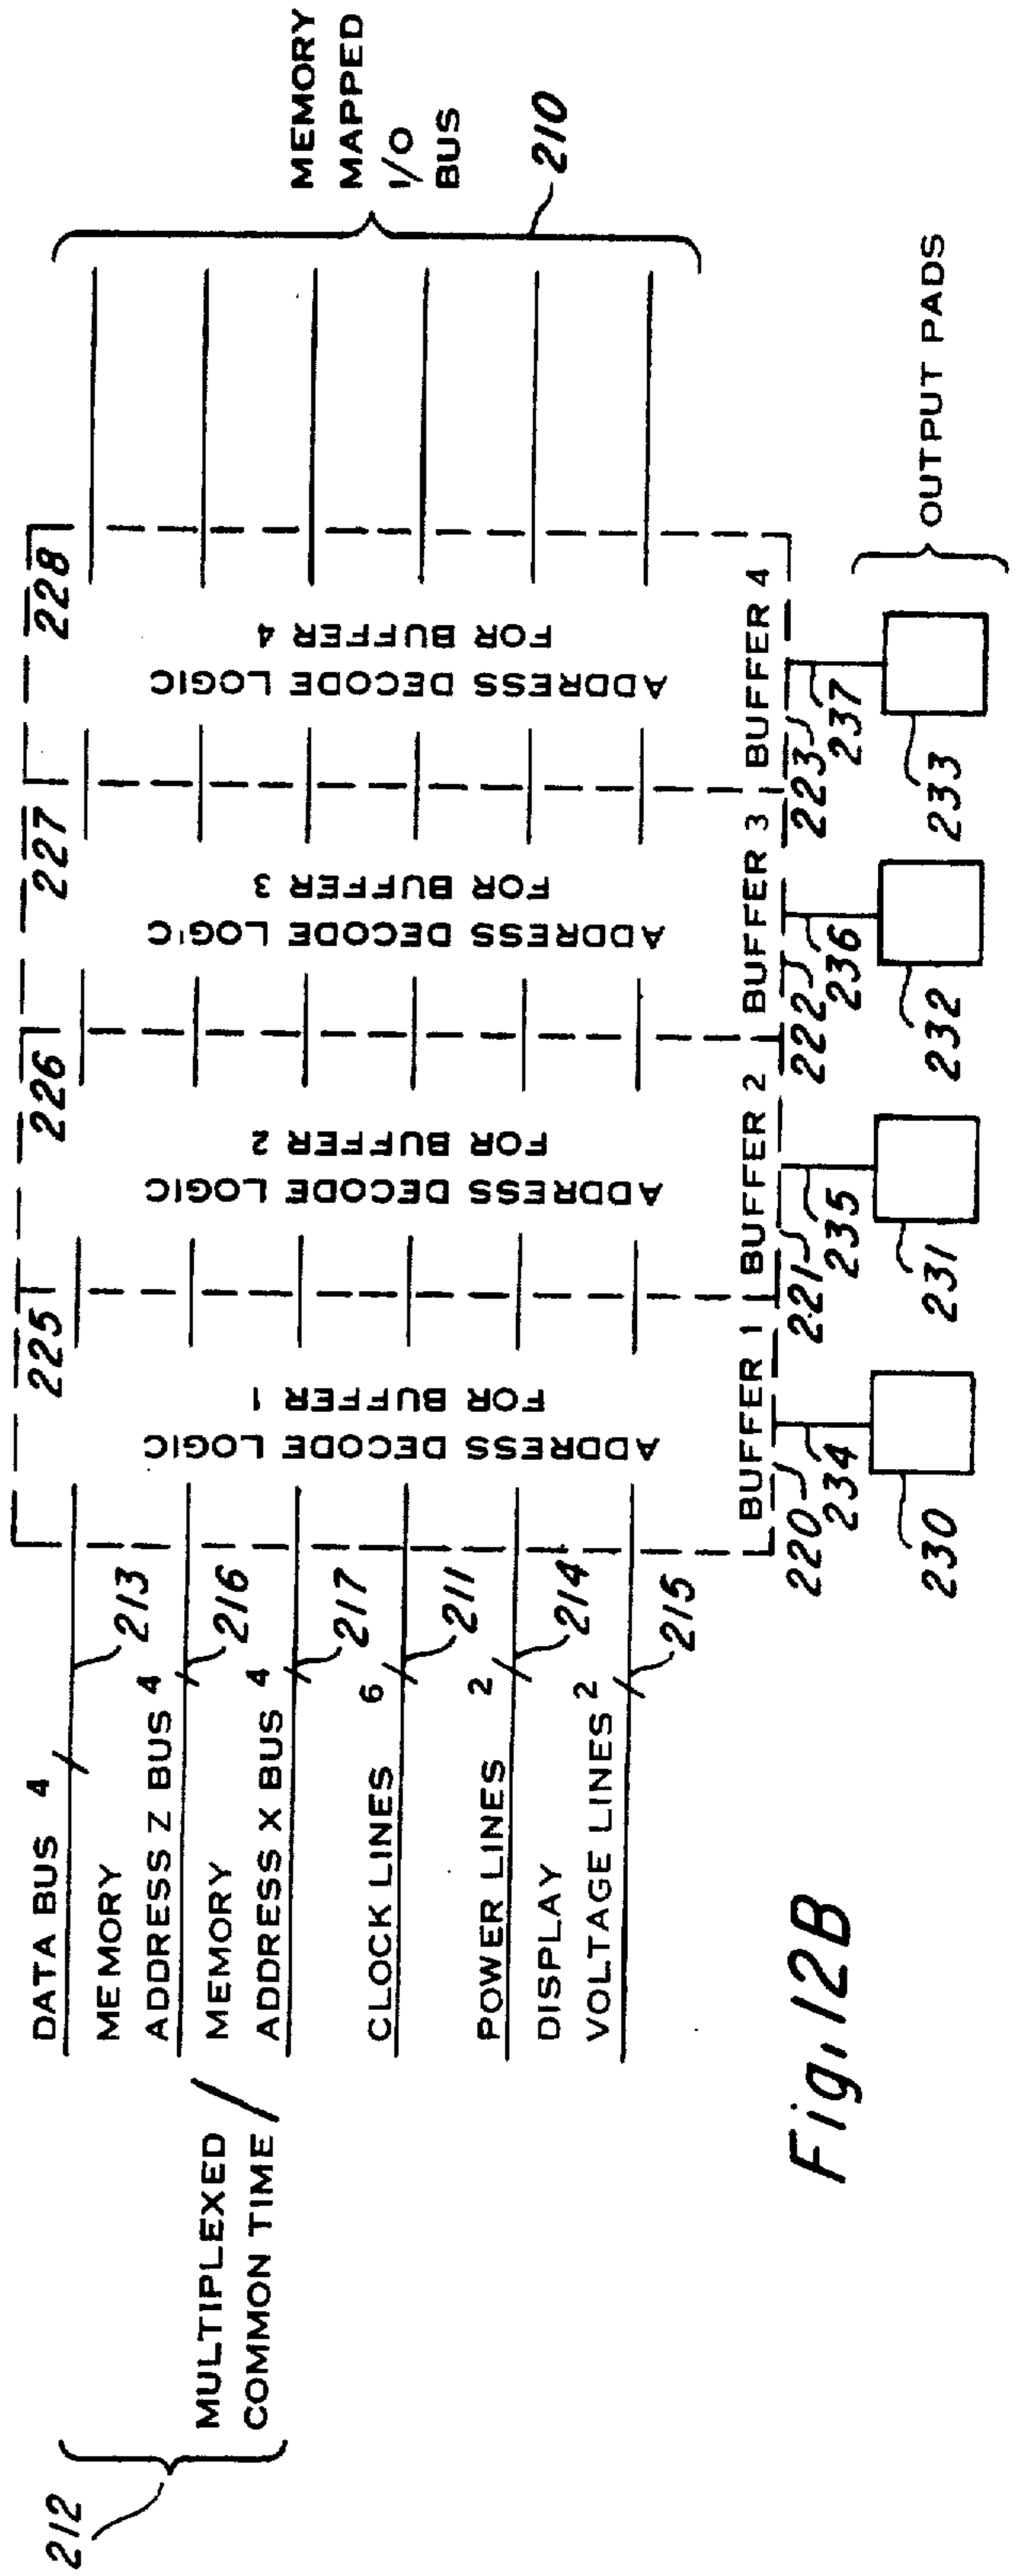 212
MULTIPLEXED
COMMON TIME
DATA BUS 4
213
MEMORY
ADDRESS Z BUS 4
216
MEMORY
ADDRESS X BUS 4
217
CLOCK LINES 6
211
POWER LINES 2
214
DISPLAY
VOLTAGE LINES 2
215
225
226
227
228
ADDRESS DECODE LOGIC
FOR BUFFER 1
ADDRESS DECODE LOGIC
FOR BUFFER 2
ADDRESS DECODE LOGIC
FOR BUFFER 3
ADDRESS DECODE LOGIC
FOR BUFFER 4
MEMORY
MAPPED
I/O
BUS
210
BUFFER 1
BUFFER 2
BUFFER 3
BUFFER 4
220
234
221
235
222
236
223
237
230
231
232
233
OUTPUT PADS
Fig. 12B